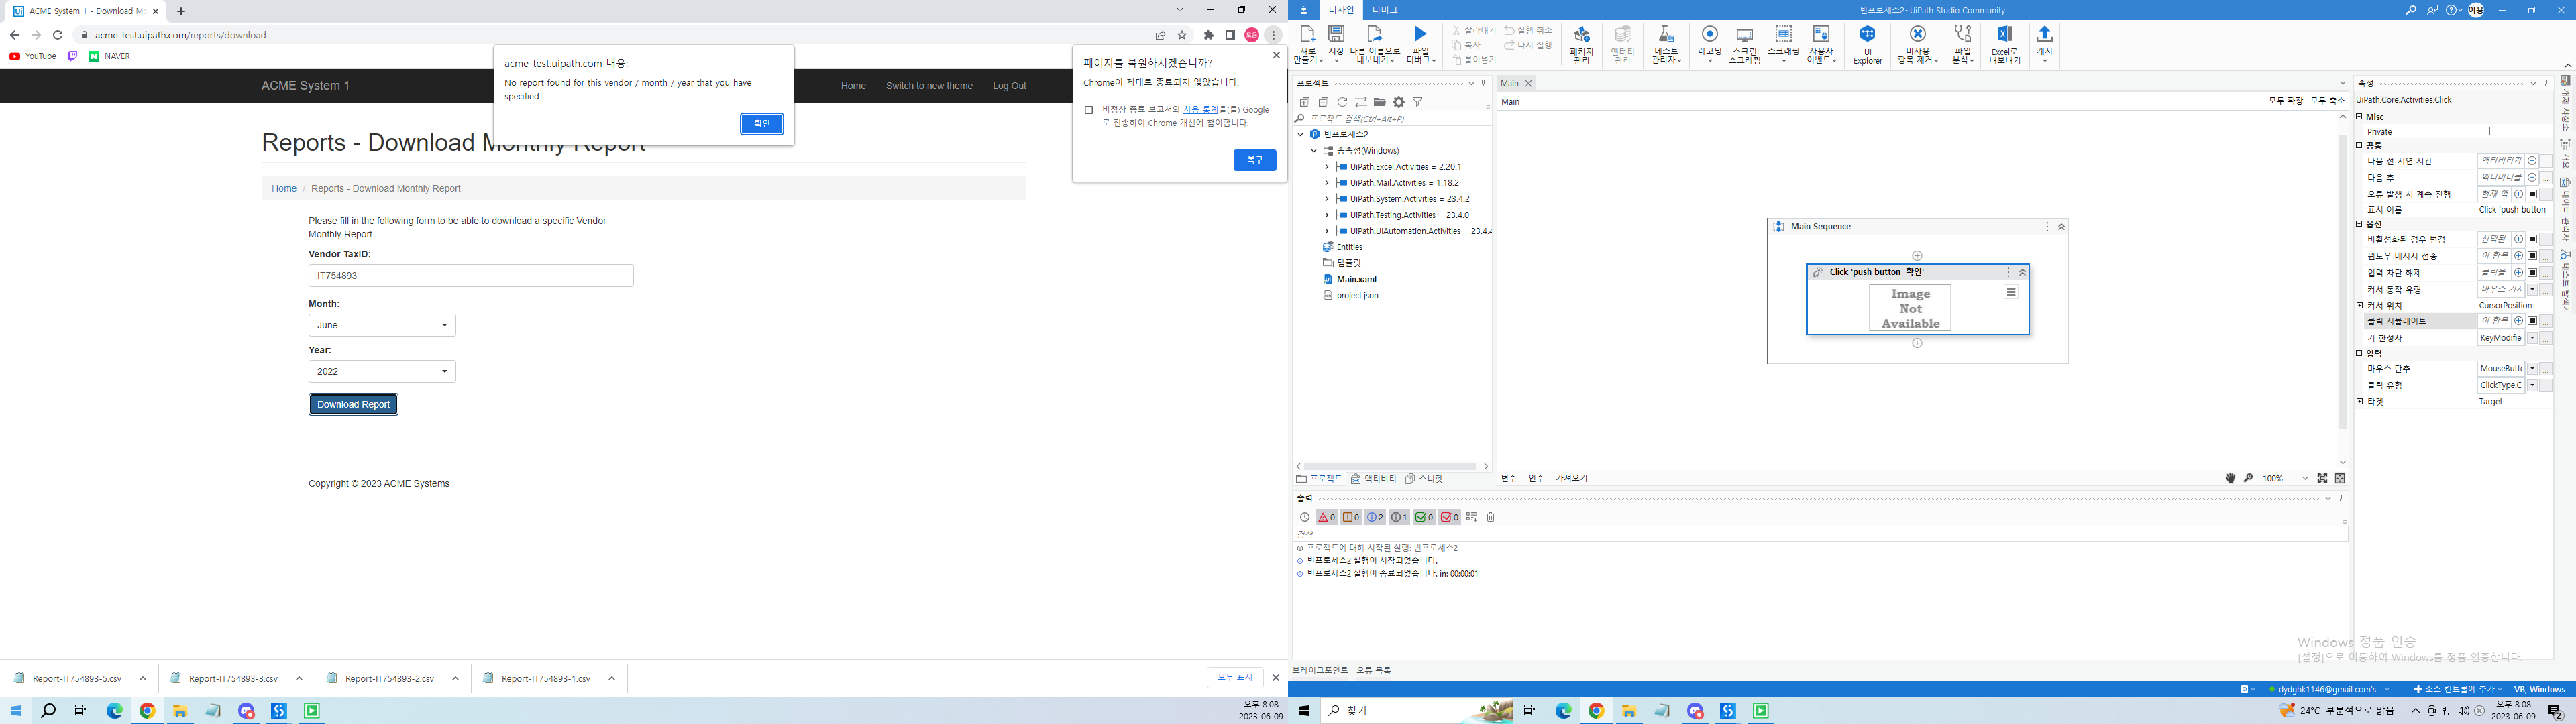 ACME System 1 - Download Mo
acme-test.uipath.com/reports/download
YouTube
NAVER
ACME System 1
Home
Switch to new theme
Log Out
acme-test.uipath.com 내용:
No report found for this vendor / month / year that you have
specified.
확인
페이지를 복원하시겠습니까?
Chrome이 제대로 종료되지 않았습니다.
비정상 종료 보고서와 사용 통계를(를) Google
로 전송하여 Chrome 개선에 참여합니다.
복구
Reports - Download Monthly Report
Home / Reports - Download Monthly Report
Please fill in the following form to be able to download a specific Vendor
Monthly Report.
Vendor TaxID:
IT754893
Month:
June
Year:
2022
Download Report
Copyright © 2023 ACME Systems
Report-IT754893-5.csv
Report-IT754893-3.csv
Report-IT754893-2.csv
Report-IT754893-1.csv
모두 표시
오후 8:08
2023-06-09
홈
디자인
디버그
빈프로세스2-UiPath Studio Community
이용
새로
만들기
저장
다른 이름으로
내보내기
파일
디버그
잘라내기
복사
붙여넣기
실행 취소
다시 실행
패키지
관리
엔터티
관리
테스트
관리자
레코딩
스크린
스크래핑
스크래핑
사용자
이벤트
UI
Explorer
미사용
항목 제거
파일
분석
Excel로
내보내기
게시
프로젝트
프로젝트 검색(Ctrl+Alt+P)
빈프로세스2
종속성(Windows)
UiPath.Excel.Activities = 2.20.1
UiPath.Mail.Activities = 1.18.2
UiPath.System.Activities = 23.4.2
UiPath.Testing.Activities = 23.4.0
UiPath.UIAutomation.Activities = 23.4.4
Entities
템플릿
Main.xaml
project.json
프로젝트
액티비티
스니펫
Main
Main
모두 확장
모두 축소
Main Sequence
Click 'push button 확인'
Image
Not
Available
변수
인수
가져오기
100%
출력
0
0
2
1
0
0
검색
프로젝트에 대해 시작된 실행: 빈프로세스2
빈프로세스2 실행이 시작되었습니다.
빈프로세스2 실행이 종료되었습니다. in: 00:00:01
브레이크포인트
오류 목록
속성
UiPath.Core.Activities.Click
Misc
Private
공통
다음 전 지연 시간 액티비티가
다음 후 액티비티를
오류 발생 시 계속 진행 현재 액
표시 이름 Click 'push button
옵션
비활성화된 경우 변경 선택된
윈도우 메시지 전송 이 항목
입력 차단 해제 클릭을
커서 동작 유형 마우스 커서
커서 위치 CursorPosition
클릭 시뮬레이트 이 항목
키 한정자 KeyModifie
입력
마우스 단추 MouseButt
클릭 유형 ClickType.C
타겟 Target
개체 저장소
개요
데이터 관리자
테스트 탐색기
Windows 정품 인증
[설정]으로 이동하여 Windows를 정품 인증합니다.
dydghk1146@gmail.com's...
소스 컨트롤에 추가
VB, Windows
찾기
24°C 부분적으로 맑음
오후 8:08
2023-06-09